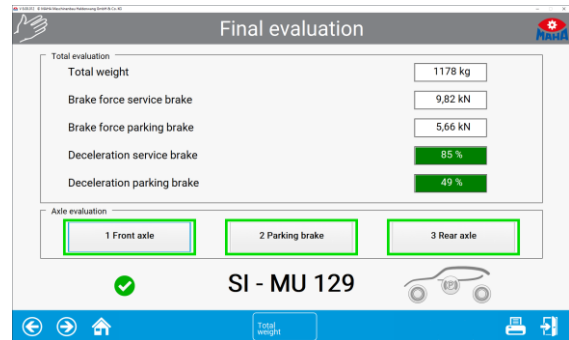 Final evaluation
MAHA
Total evaluation
Total weight 1178 kg
Brake force service brake 9,82 kN
Brake force parking brake 5,66 kN
Deceleration service brake 85 %
Deceleration parking brake 49 %
Axle evaluation
1 Front axle 2 Parking brake 3 Rear axle
SI - MU 129
(P)
Total
weight